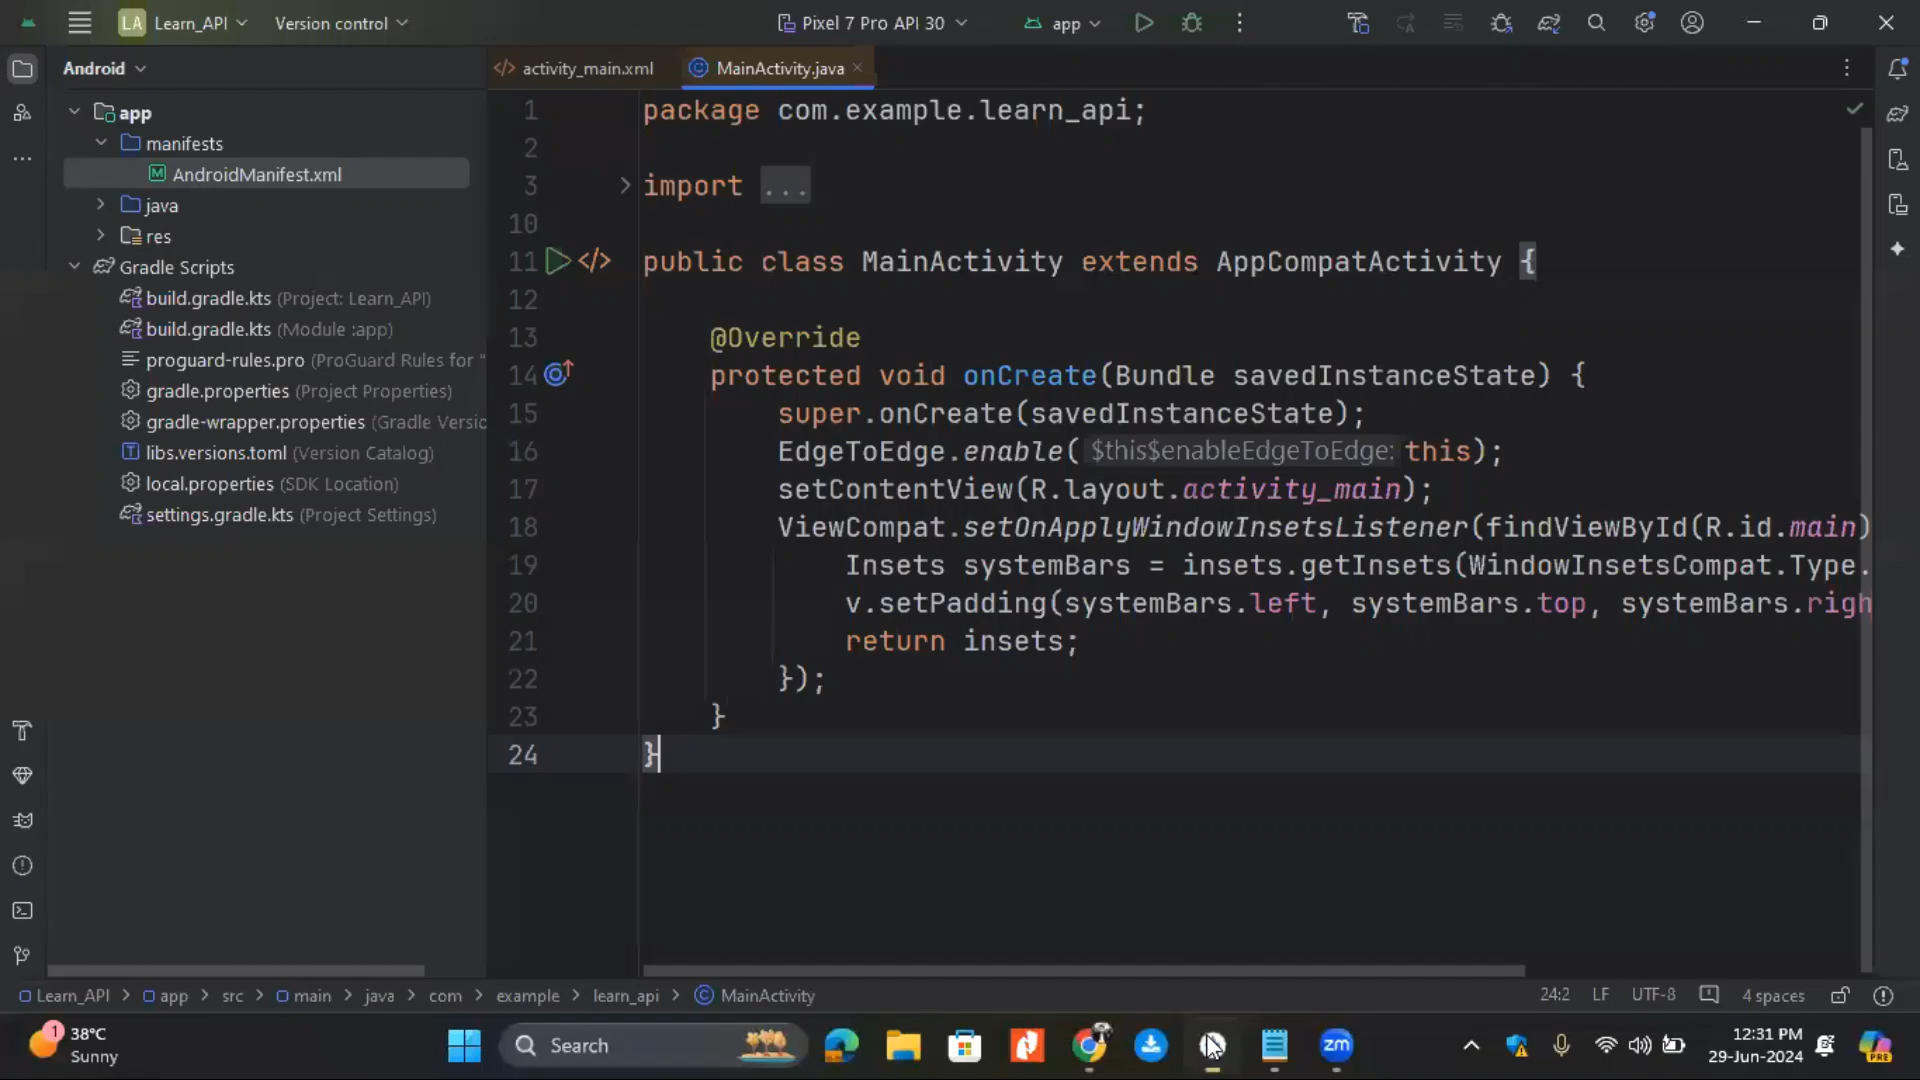 LA Learn_API Version control Pixel 7 Pro API 30 app
Android
activity_main.xml MainActivity.java
app
manifests
AndroidManifest.xml
java
res
Gradle Scripts
build.gradle.kts (Project: Learn_API)
build.gradle.kts (Module :app)
proguard-rules.pro (ProGuard Rules for "
gradle.properties (Project Properties)
gradle-wrapper.properties (Gradle Versio
libs.versions.toml (Version Catalog)
local.properties (SDK Location)
settings.gradle.kts (Project Settings)
1 package com.example.learn_api;
2
3 import ...
10
11 public class MainActivity extends AppCompatActivity {
12
13 @Override
14 protected void onCreate(Bundle savedInstanceState) {
15 super.onCreate(savedInstanceState);
16 EdgeToEdge.enable( $this$enableEdgeToEdge: this);
17 setContentView(R.layout.activity_main);
18 ViewCompat.setOnApplyWindowInsetsListener(findViewById(R.id.main)
19 Insets systemBars = insets.getInsets(WindowInsetsCompat.Type.
20 v.setPadding(systemBars.left, systemBars.top, systemBars.righ
21 return insets;
22 });
23 }
24 }
Learn_API > app > src > main > java > com > example > learn_api > MainActivity
24:2 LF UTF-8 4 spaces
1 38°C
Sunny
Search
zm
PRE
12:31 PM
29-Jun-2024